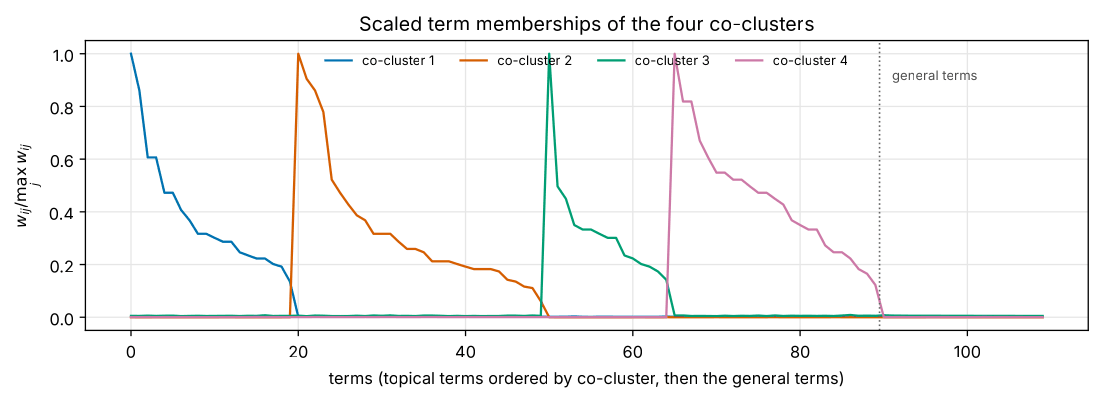 Scaled term memberships of the four co-clusters
1.0
0.8
0.6
0.4
0.2
0.0
w_ij/max_j w_ij
co-cluster 1
co-cluster 2
co-cluster 3
co-cluster 4
general terms
0 20 40 60 80 100
terms (topical terms ordered by co-cluster, then the general terms)